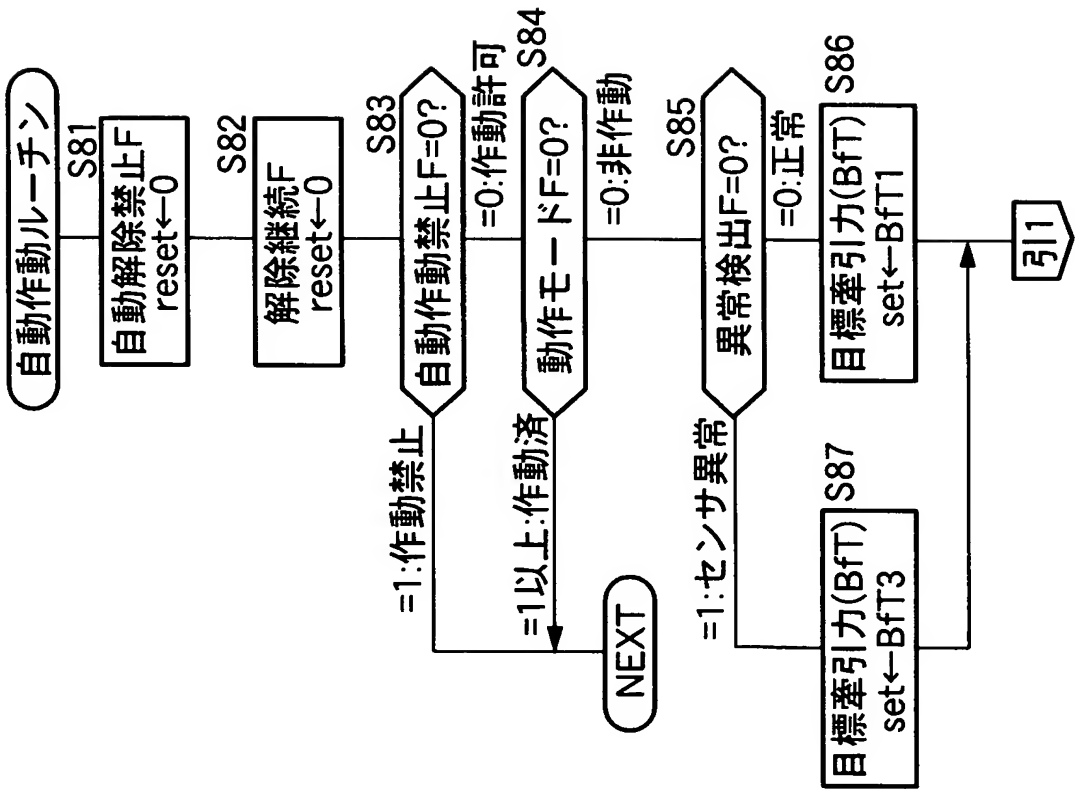 自動作動ルーチン
S81
自動解除禁止F
reset←0
S82
解除継続F
reset←0
S83
自動作動禁止F=0?
=1:作動禁止
=0:作動許可
S84
動作モードF=0?
=1以上:作動済
=0:非作動
NEXT
S85
異常検出F=0?
=1:センサ異常
=0:正常
S86
目標牽引力(BfT)
set←BfT1
S87
目標牽引力(BfT)
set←BfT3
引1